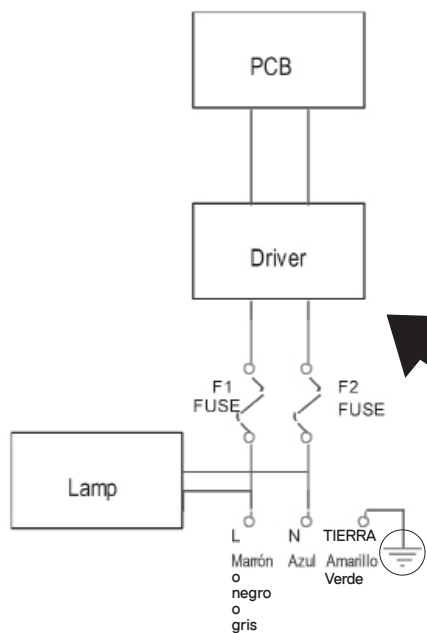 PCB
Driver
F1
FUSE
F2
FUSE
Lamp
L N TIERRA
Marrón Azul Amarillo
o Verde
negro
o
gris